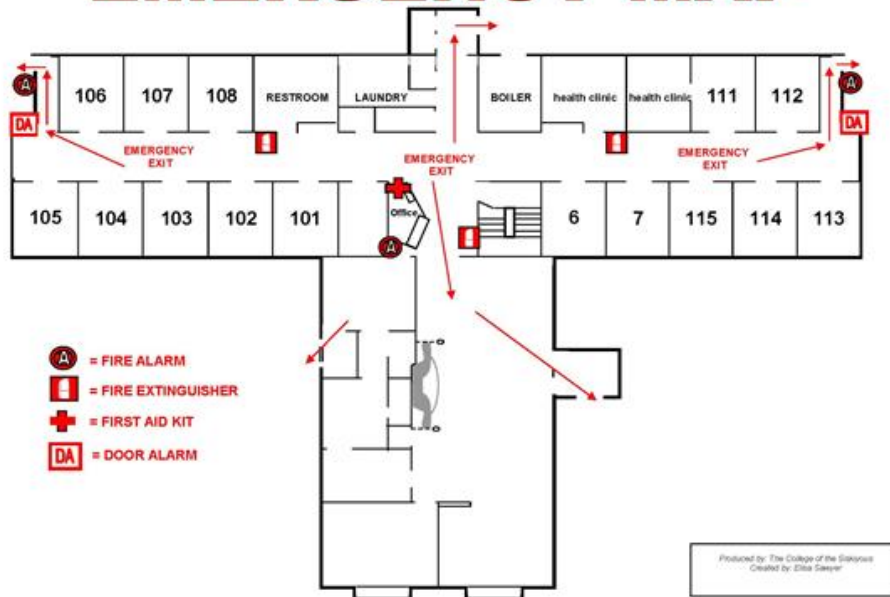 EMERGENCY MAP
106
107
108
RESTROOM
LAUNDRY
BOILER
health clinic
health clinic
111
112
A
A
DA
DA
EMERGENCY
EXIT
EMERGENCY
EXIT
EMERGENCY
EXIT
105
104
103
102
101
Office
A
6
7
115
114
113
A = FIRE ALARM
= FIRE EXTINGUISHER
= FIRST AID KIT
DA = DOOR ALARM
Produced by: The College of the Siskiyous
Created by: Elisa Sawyer